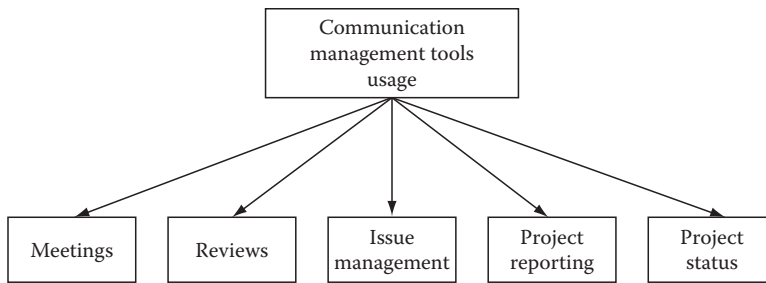 Communication
management tools
usage
Meetings
Reviews
Issue
management
Project
reporting
Project
status